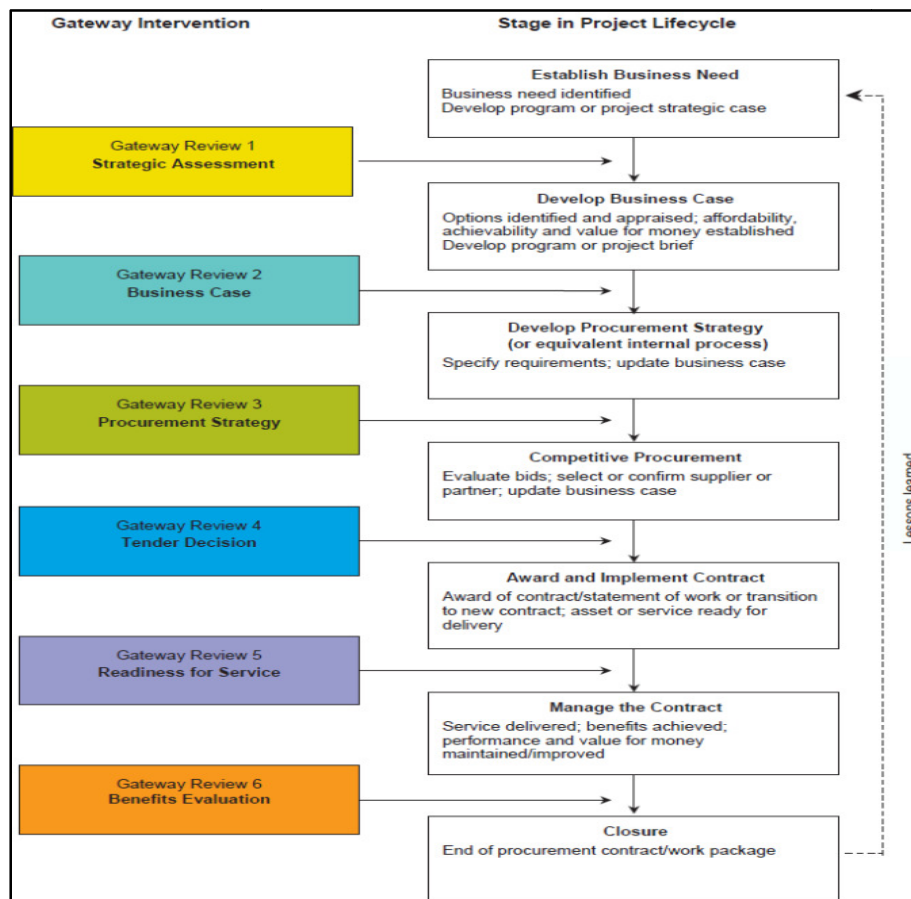 Gateway Intervention
Stage in Project Lifecycle
Establish Business Need
Business need identified
Develop program or project strategic case
Gateway Review 1
Strategic Assessment
Develop Business Case
Options identified and appraised; affordability,
achievability and value for money established
Develop program or project brief
Gateway Review 2
Business Case
Develop Procurement Strategy
(or equivalent internal process)
Specify requirements; update business case
Gateway Review 3
Procurement Strategy
Competitive Procurement
Evaluate bids; select or confirm supplier or
partner; update business case
Gateway Review 4
Tender Decision
Award and Implement Contract
Award of contract/statement of work or transition
to new contract; asset or service ready for
delivery
Gateway Review 5
Readiness for Service
Manage the Contract
Service delivered; benefits achieved;
performance and value for money
maintained/improved
Gateway Review 6
Benefits Evaluation
Closure
End of procurement contract/work package
Lessons learned